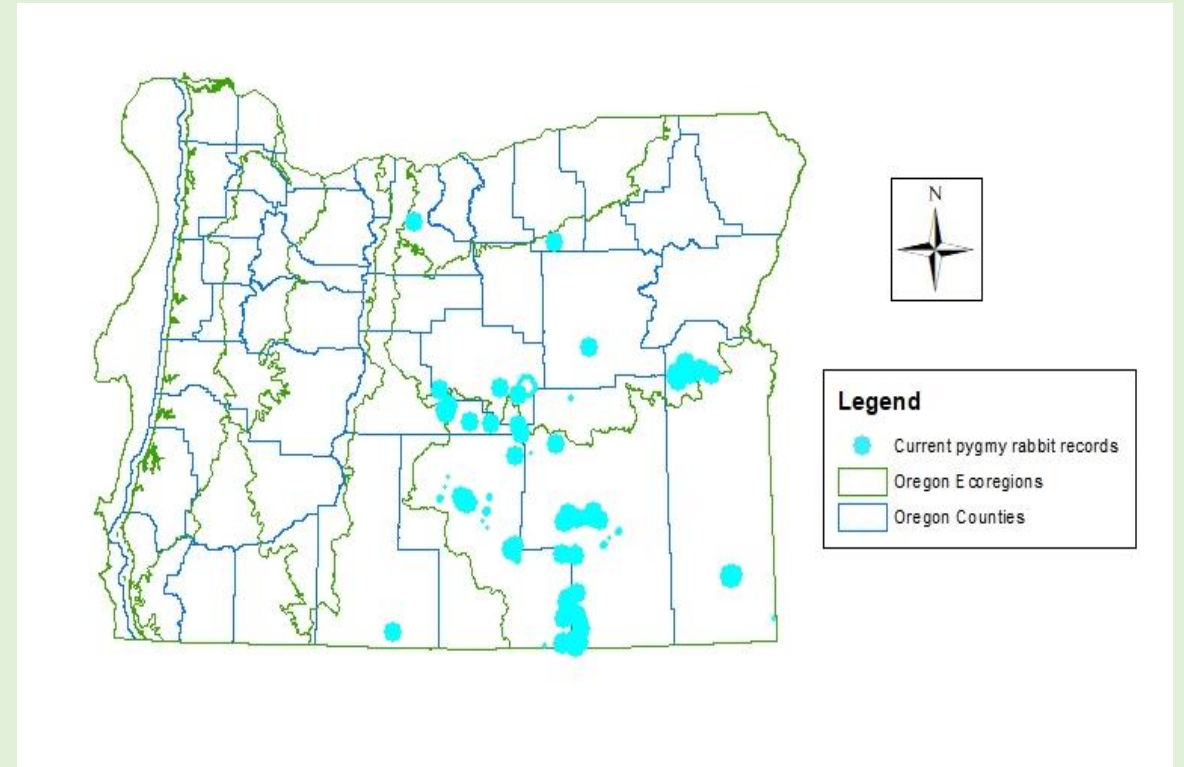 N
Legend
Current pygmy rabbit records
Oregon Ecoregions
Oregon Counties